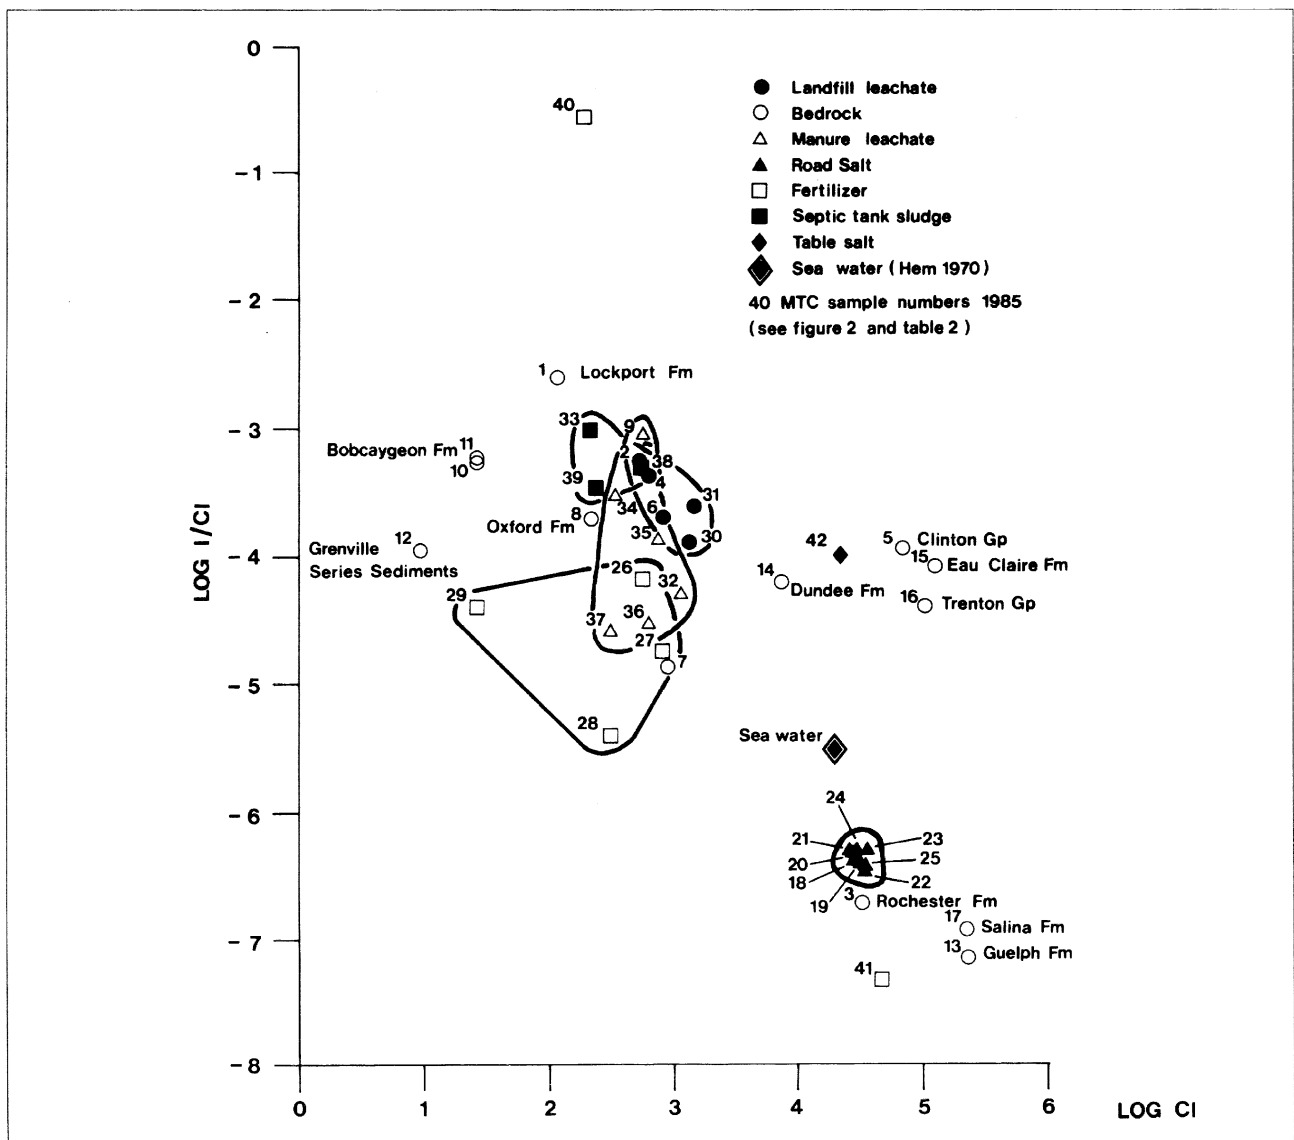 0
40
Landfill leachate
Bedrock
Manure leachate
Road Salt
Fertilizer
Septic tank sludge
Table salt
Sea water (Hem 1970)
40 MTC sample numbers 1985
(see figure 2 and table 2)
- 1
- 2
1 Lockport Fm
- 3
33
9
Bobcaygeon Fm 11
10
2
38
39
4
31
34
6
8
Oxford Fm
35
30
LOG I/Cl
- 4
12
Grenville
Series Sediments
42
5 Clinton Gp
15 Eau Claire Fm
14
Dundee Fm
16
Trenton Gp
26
32
29
37
36
27
7
- 5
28
Sea water
- 6
24
21
23
20
25
18
22
19
3
Rochester Fm
17
Salina Fm
- 7
13
Guelph Fm
41
- 8
0 1 2 3 4 5 6 LOG Cl